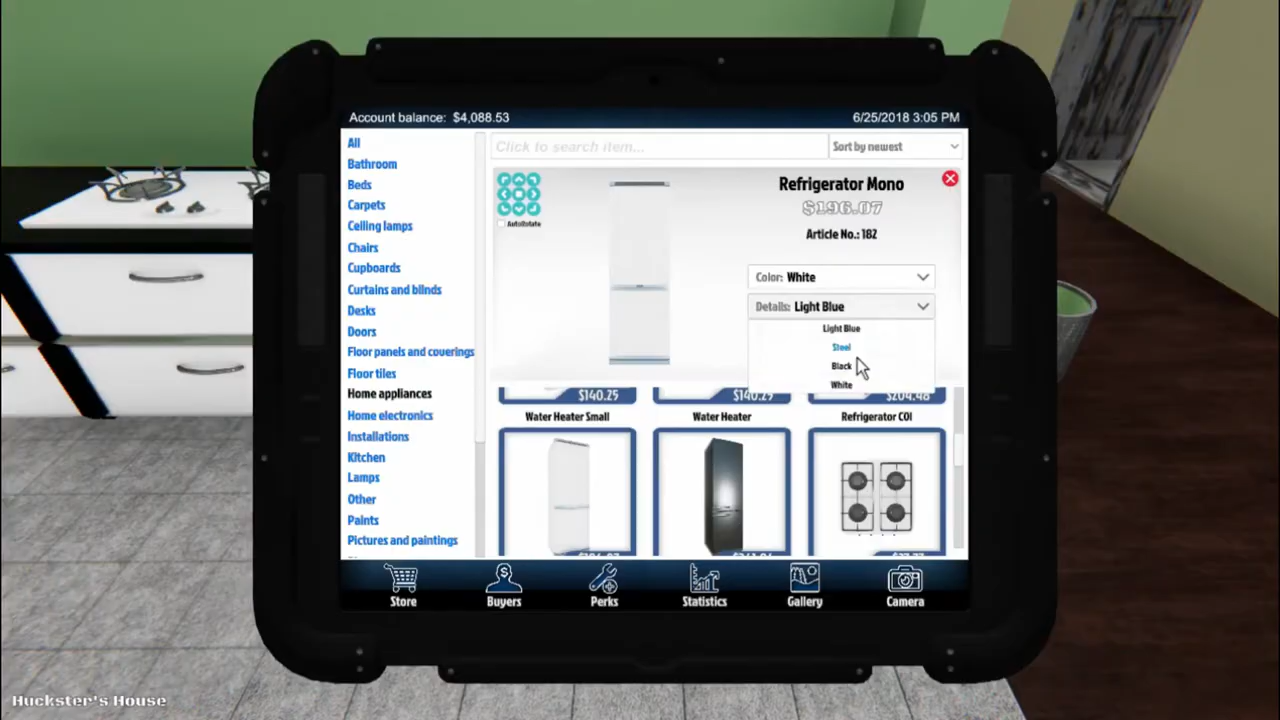 Account balance: $4,088.53
6/25/2018 3:05 PM
All
Bathroom
Beds
Carpets
Ceiling lamps
Chairs
Cupboards
Curtains and blinds
Desks
Doors
Floor panels and coverings
Floor tiles
Home appliances
Home electronics
Installations
Kitchen
Lamps
Other
Paints
Pictures and paintings
Click to search item...
Sort by newest
AutoRotate
Refrigerator Mono
$196.07
Article No.: 182
Color: White
Details: Light Blue
Light Blue
Steel
Black
White
$140.25
$140.29
$204.48
Water Heater Small
Water Heater
Refrigerator COI
Store
Buyers
Perks
Statistics
Gallery
Camera
Huckster's House